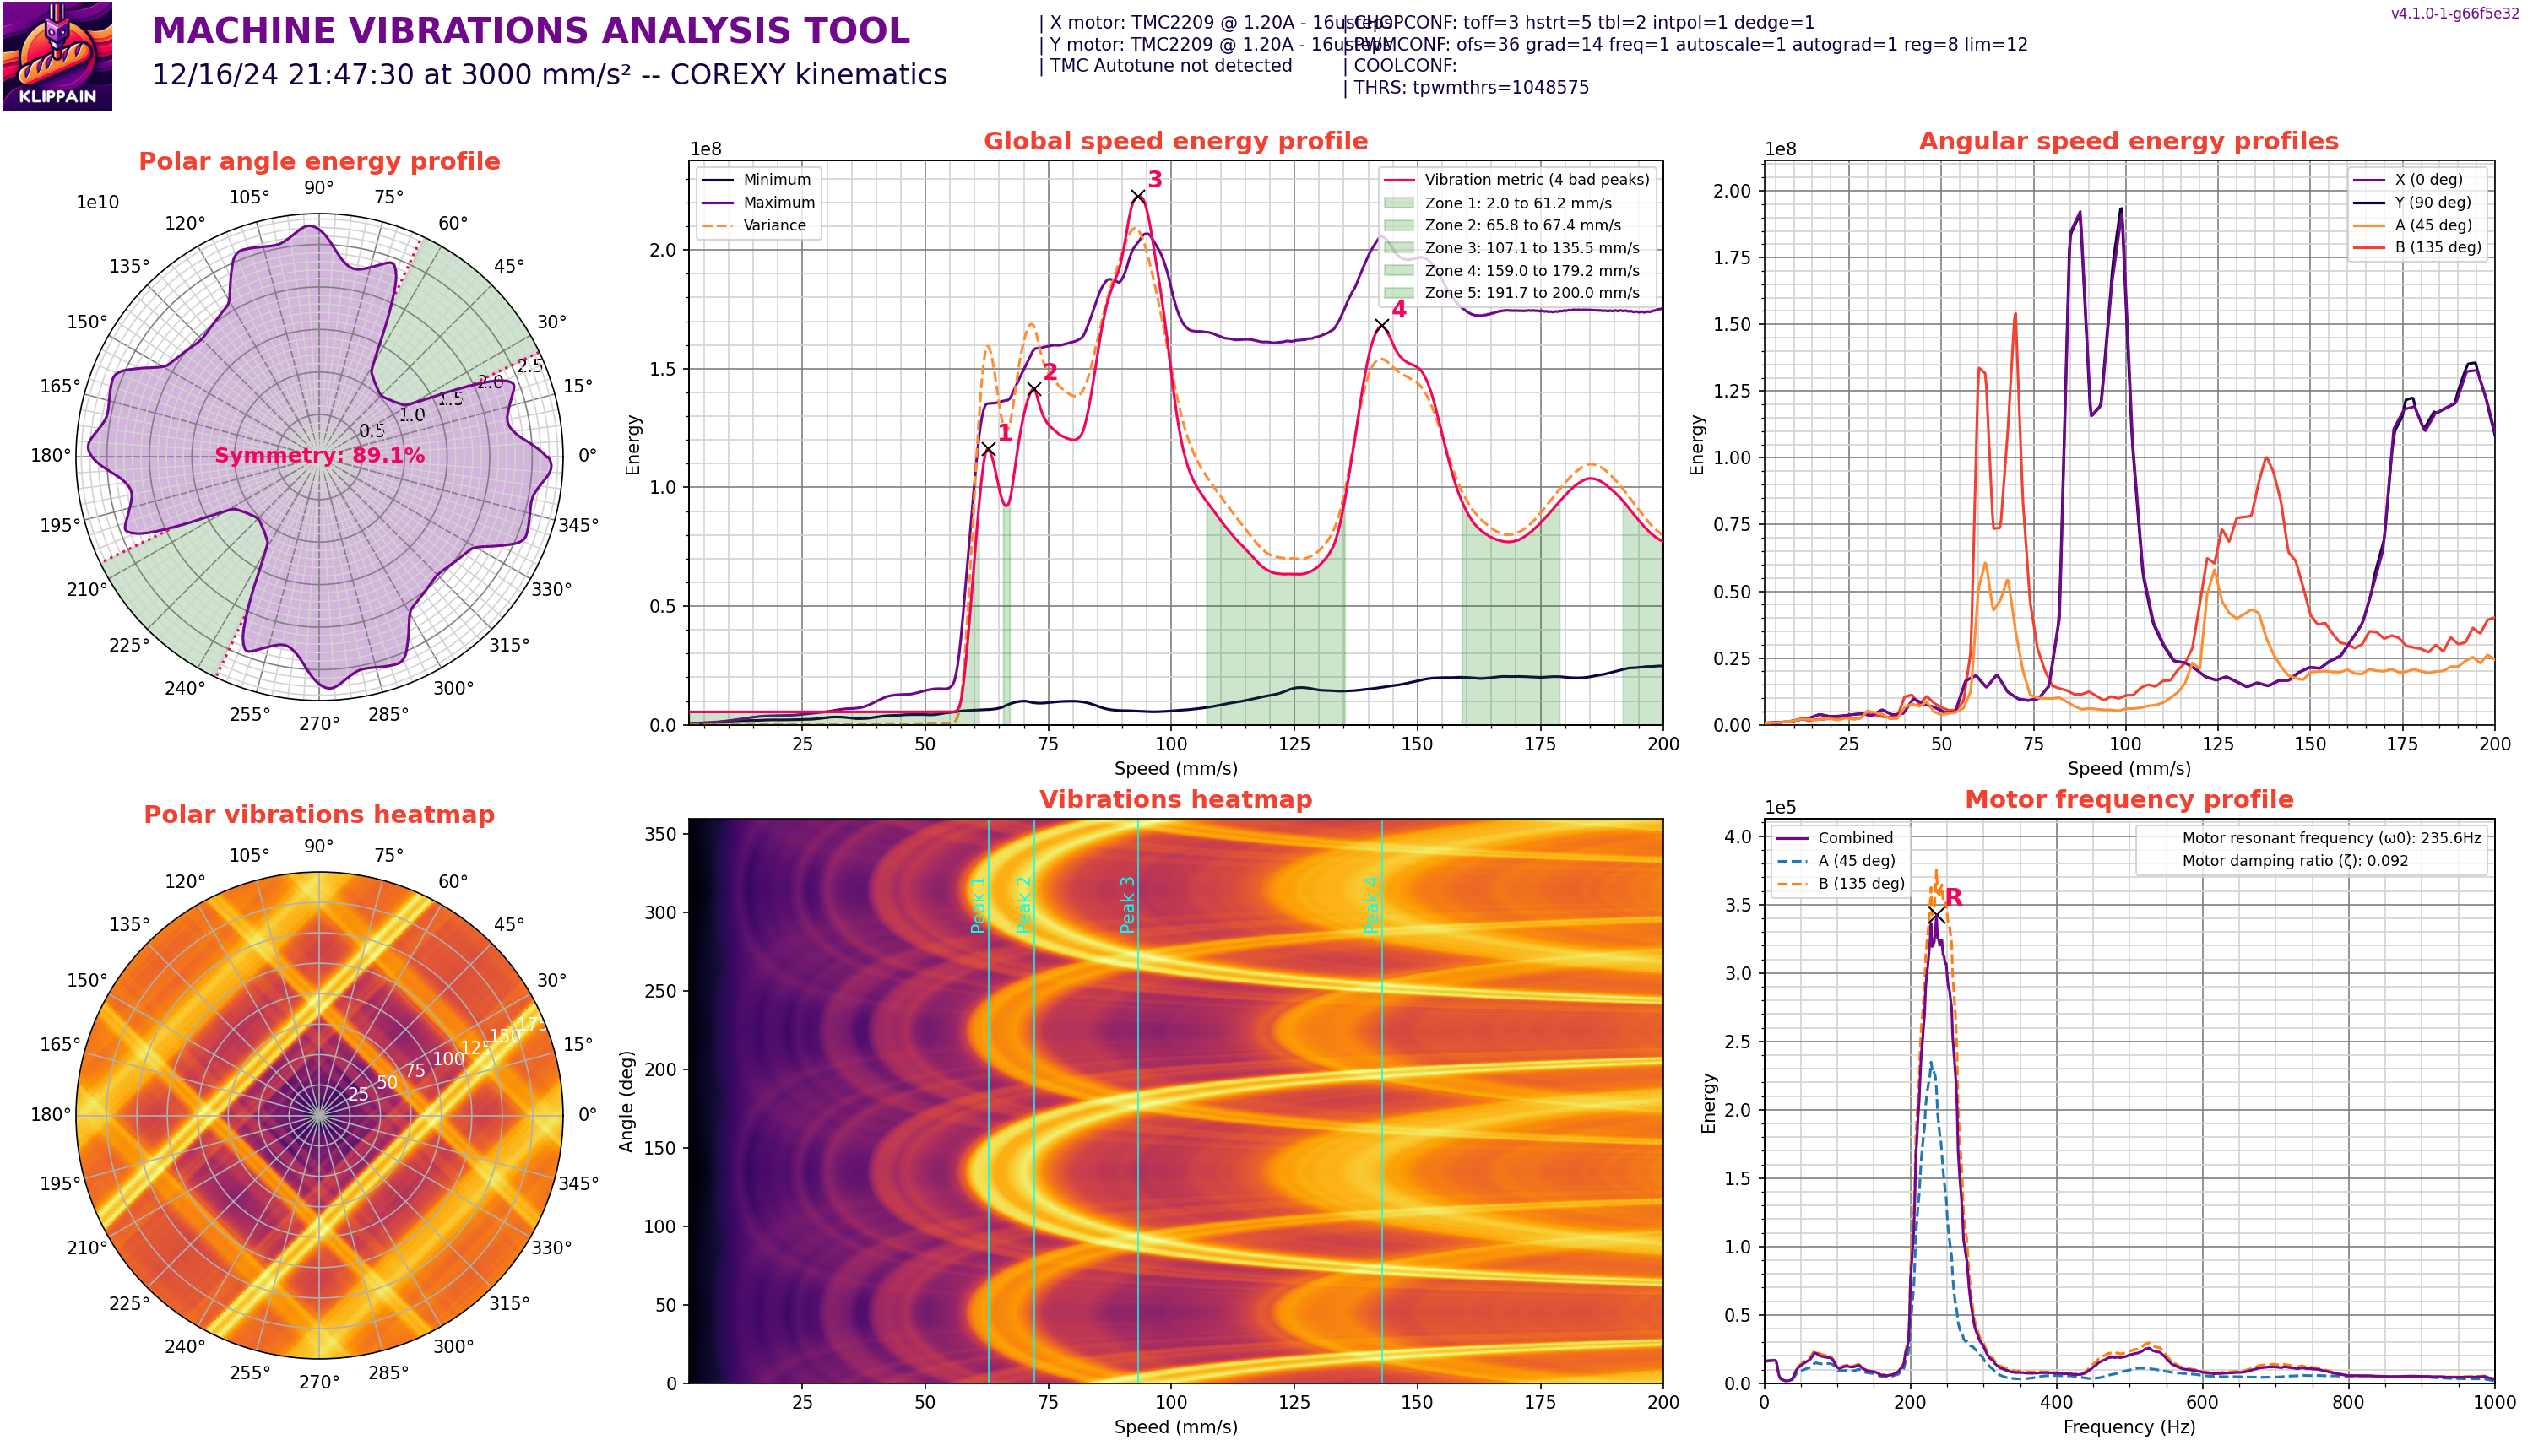 KLIPPAIN
MACHINE VIBRATIONS ANALYSIS TOOL
12/16/24 21:47:30 at 3000 mm/s² -- COREXY kinematics
| X motor: TMC2209 @ 1.20A - 16usteps
| Y motor: TMC2209 @ 1.20A - 16usteps
| TMC Autotune not detected
| CHOPCONF: toff=3 hstrt=5 tbl=2 intpol=1 dedge=1
| PWMCONF: ofs=36 grad=14 freq=1 autoscale=1 autograd=1 reg=8 lim=12
| COOLCONF:
| THRS: tpwmthrs=1048575
v4.1.0-1-g66f5e32
Polar angle energy profile
1e10
0°
15°
30°
45°
60°
75°
90°
105°
120°
135°
150°
165°
180°
195°
210°
225°
240°
255°
270°
285°
300°
315°
330°
345°
0.5
1.0
1.5
2.0
2.5
Symmetry: 89.1%
Global speed energy profile
1e8
Minimum
Maximum
Variance
Vibration metric (4 bad peaks)
Zone 1: 2.0 to 61.2 mm/s
Zone 2: 65.8 to 67.4 mm/s
Zone 3: 107.1 to 135.5 mm/s
Zone 4: 159.0 to 179.2 mm/s
Zone 5: 191.7 to 200.0 mm/s
1
2
3
4
Energy
2.0
1.5
1.0
0.5
0.0
25 50 75 100 125 150 175 200
Speed (mm/s)
Angular speed energy profiles
1e8
X (0 deg)
Y (90 deg)
A (45 deg)
B (135 deg)
Energy
2.00
1.75
1.50
1.25
1.00
0.75
0.50
0.25
0.00
25 50 75 100 125 150 175 200
Speed (mm/s)
Polar vibrations heatmap
0°
15°
30°
45°
60°
75°
90°
105°
120°
135°
150°
165°
180°
195°
210°
225°
240°
255°
270°
285°
300°
315°
330°
345°
25
50
75
100
125
150
175
Vibrations heatmap
Peak 1
Peak 2
Peak 3
Peak 4
Angle (deg)
350
300
250
200
150
100
50
0
25 50 75 100 125 150 175 200
Speed (mm/s)
Motor frequency profile
1e5
Combined
A (45 deg)
B (135 deg)
Motor resonant frequency (ω0): 235.6Hz
Motor damping ratio (ζ): 0.092
R
Energy
4.0
3.5
3.0
2.5
2.0
1.5
1.0
0.5
0.0
0 200 400 600 800 1000
Frequency (Hz)